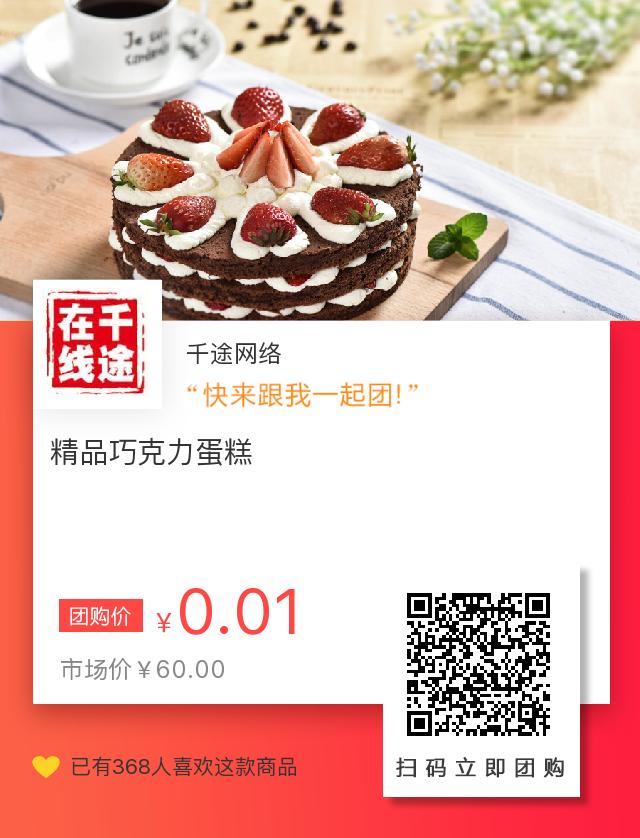 Je
在千
线途
千途网络
“快来跟我一起团!”
精品巧克力蛋糕
团购价 ¥0.01
市场价¥60.00
已有368人喜欢这款商品
扫码立即团购